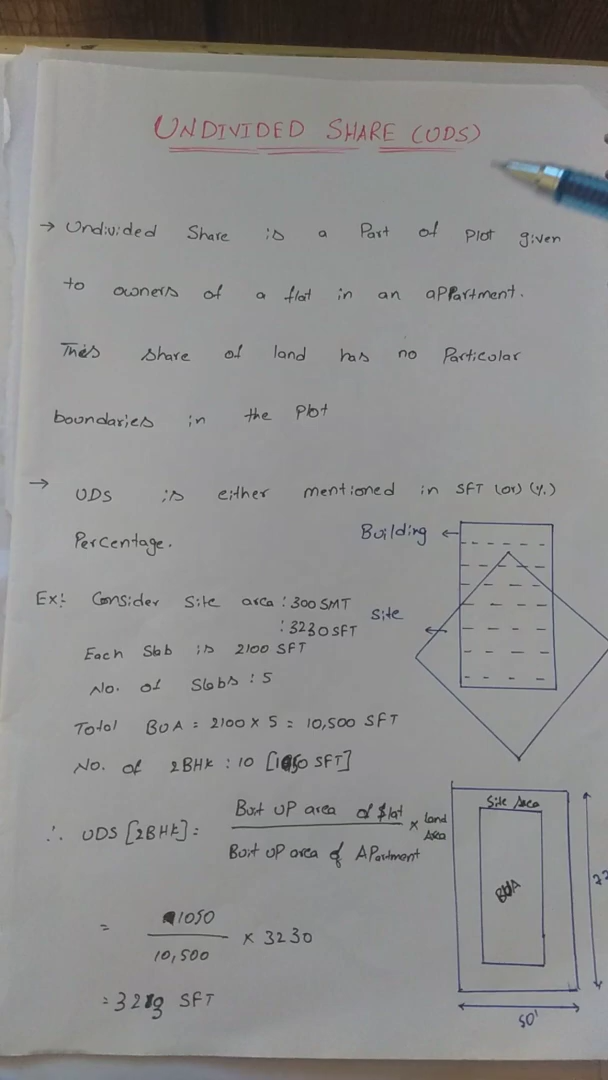 UNDIVIDED SHARE (UDS)
→ Undivided Share is a Part of Plot given
to owners of a flat in an appartment.
This share of land has no Particular
boundaries in the Plot
→ UDS is either mentioned in SFT (or) (%)
Percentage.
Building ←
Ex: Consider Site area : 300 SMT
: 3230 SFT
Site
Each Slab is 2100 SFT
No. of Slabs : 5
Total BUA = 2100 x 5 = 10,500 SFT
No. of 2BHK : 10 [1050 SFT]
∴ UDS [2BHK] = Buit UP area of flat x Land Area
Buit UP area of Apartment
Site Area
BUA
50'
= 1050 x 3230
10,500
= 323 SFT